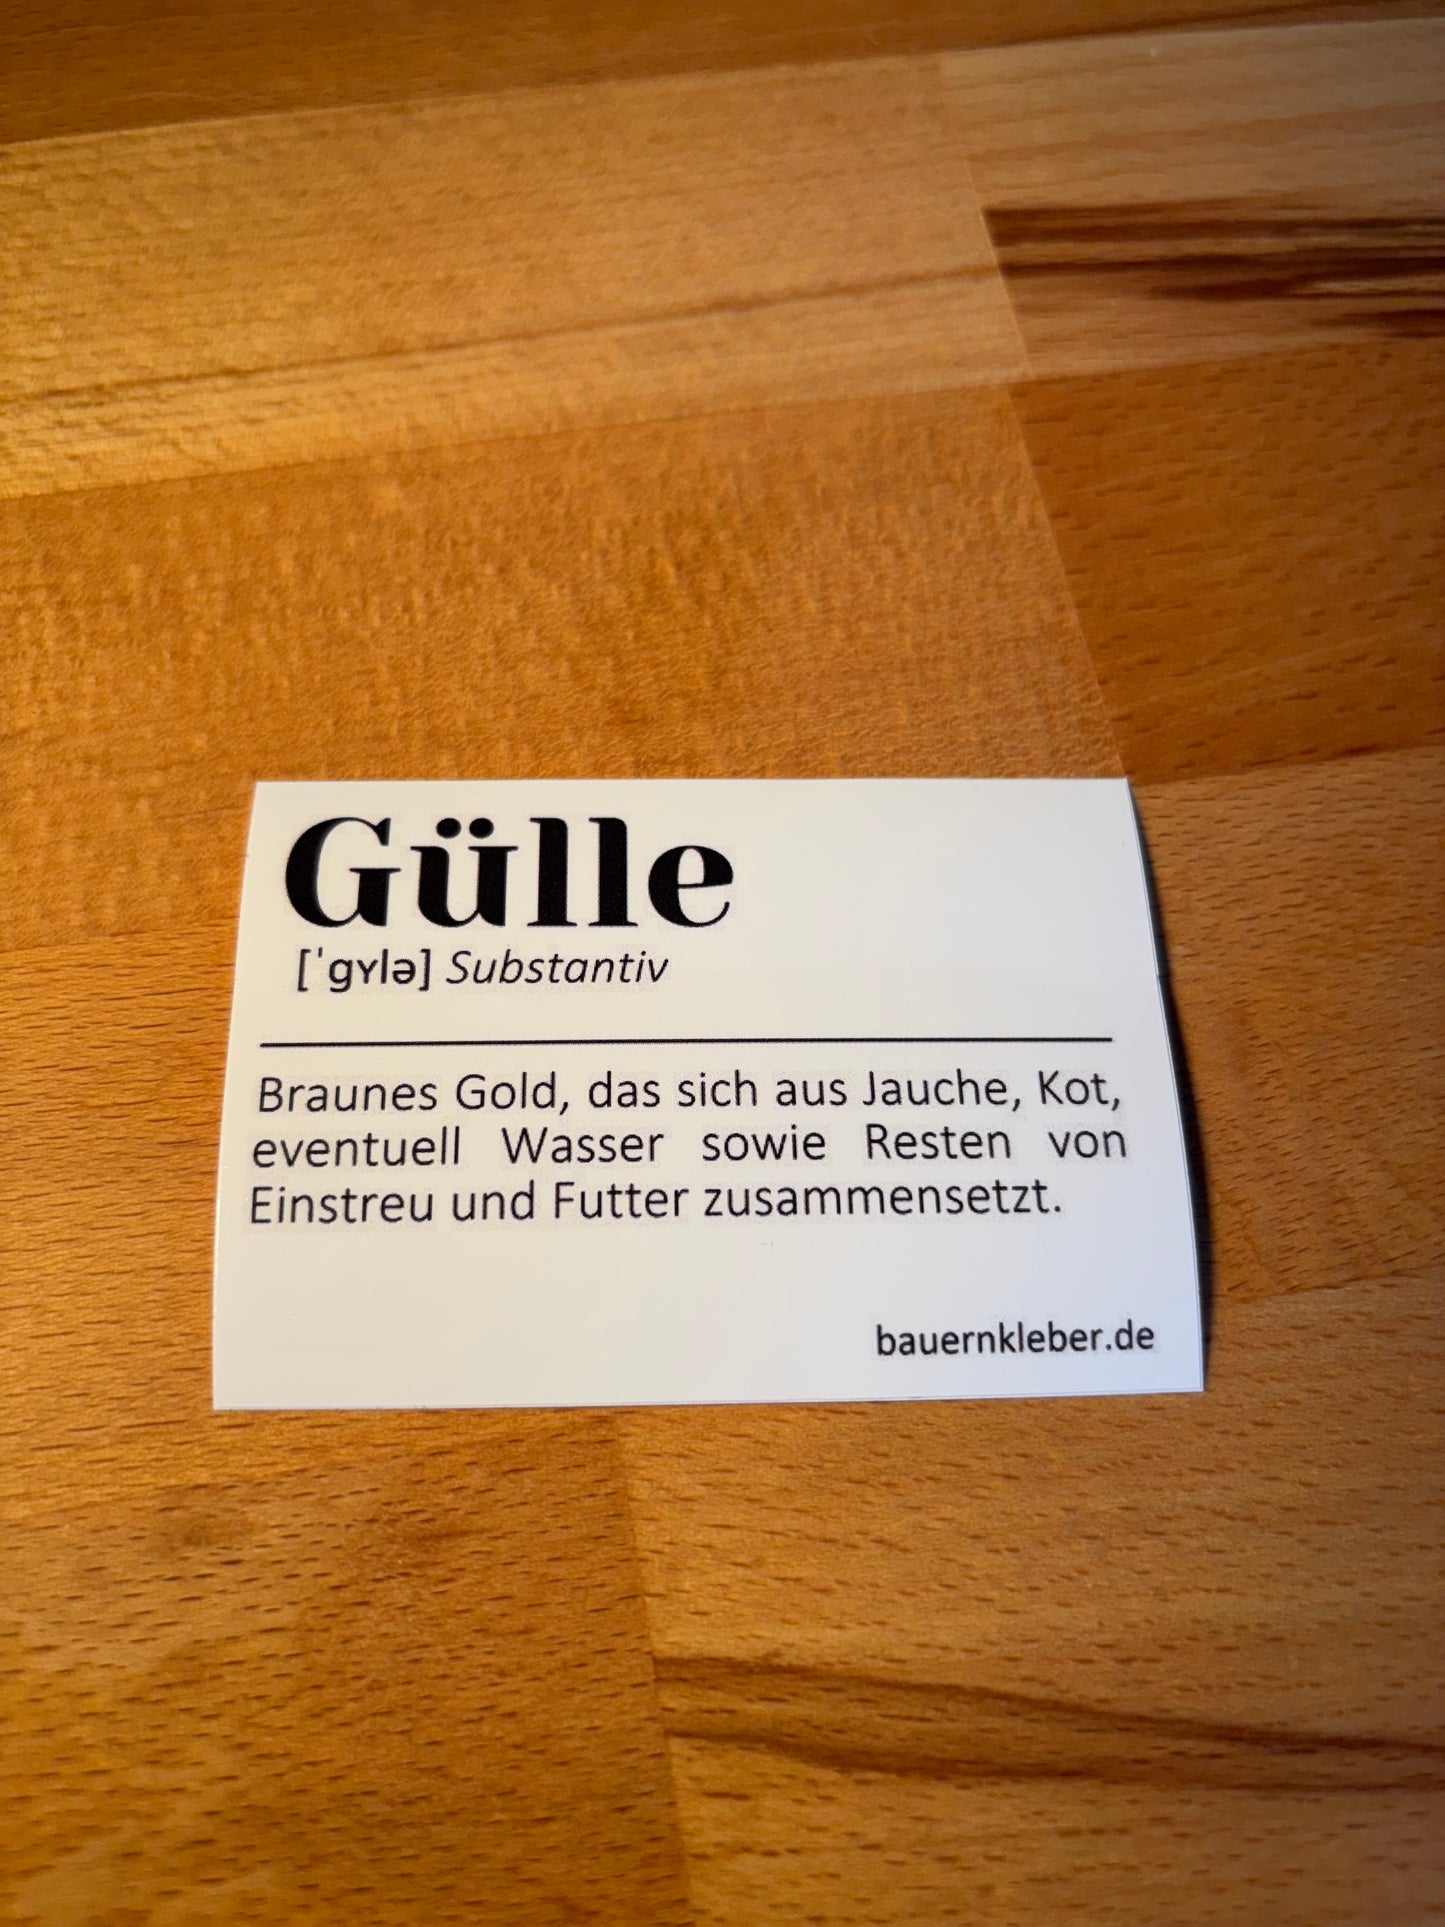 Gülle
[ˈgʏlə] Substantiv
Braunes Gold, das sich aus Jauche, Kot,
eventuell Wasser sowie Resten von
Einstreu und Futter zusammensetzt.
bauernkleber.de